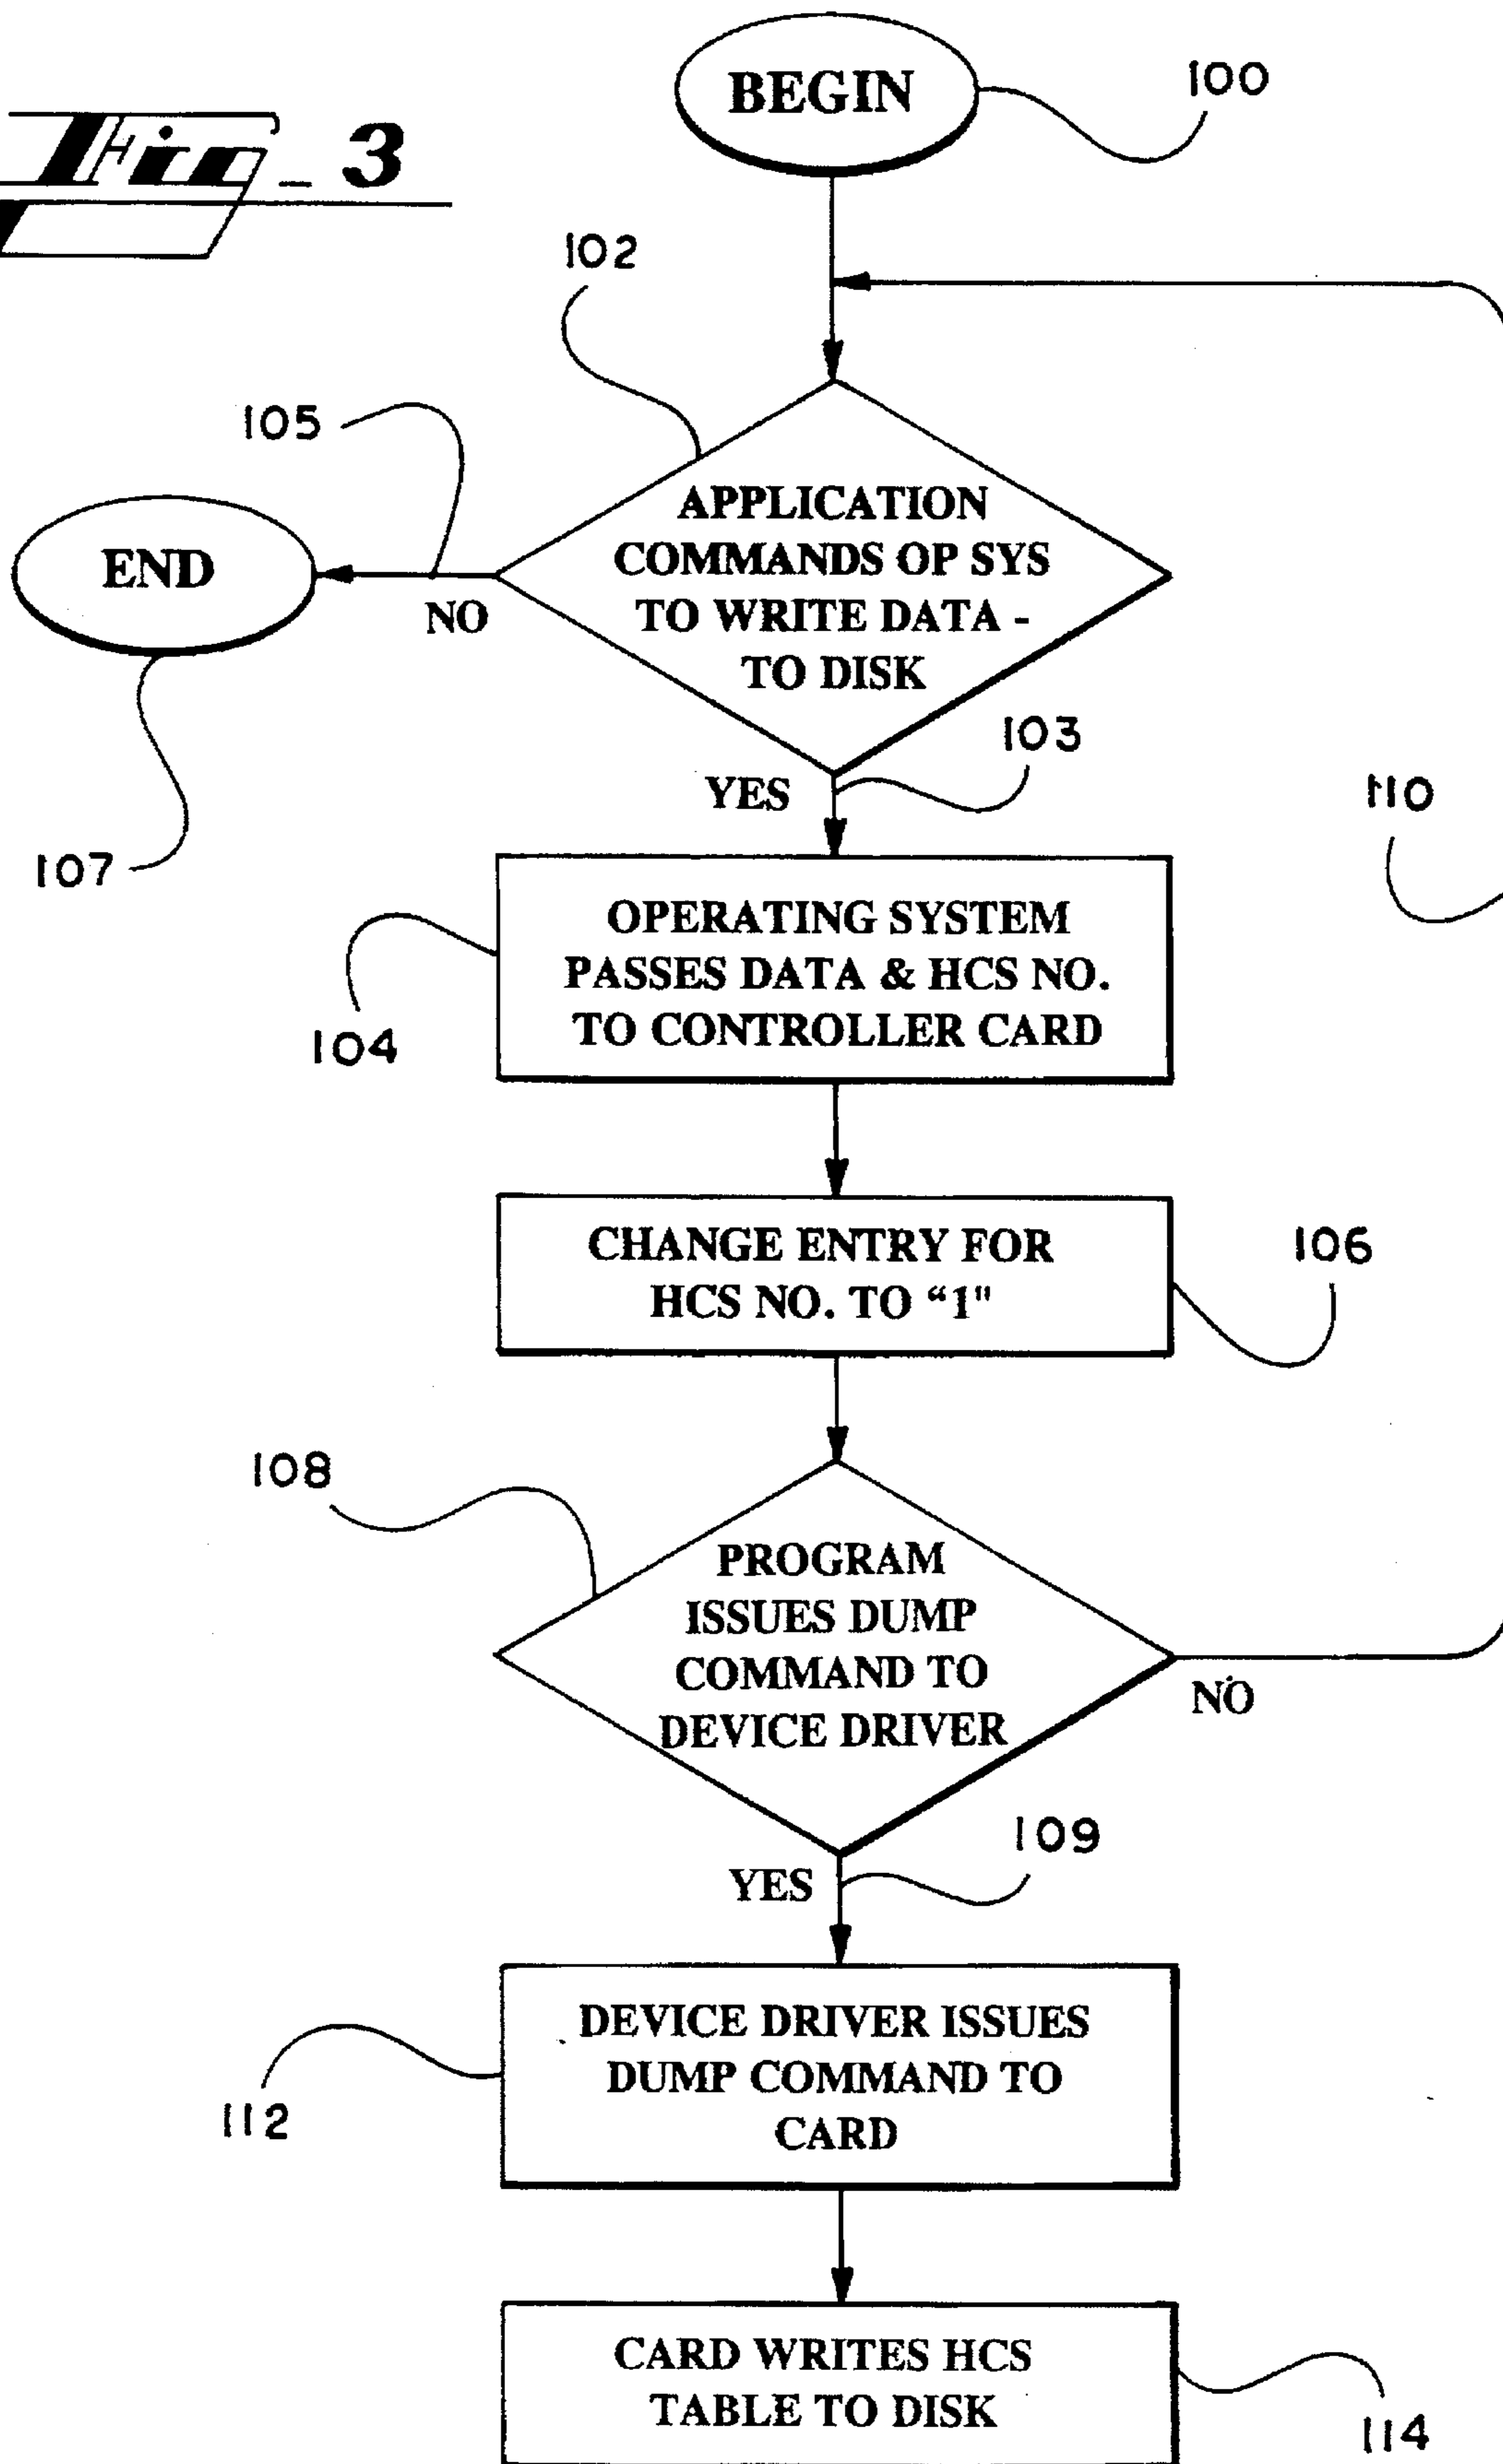 Fig_3
BEGIN
100
102
105
APPLICATION
COMMANDS OP SYS
TO WRITE DATA -
TO DISK
END
NO
103
YES
110
107
OPERATING SYSTEM
PASSES DATA & HCS NO.
TO CONTROLLER CARD
104
CHANGE ENTRY FOR
HCS NO. TO “1"
106
108
PROGRAM
ISSUES DUMP
COMMAND TO
DEVICE DRIVER
NO
109
YES
DEVICE DRIVER ISSUES
DUMP COMMAND TO
CARD
112
CARD WRITES HCS
TABLE TO DISK
114